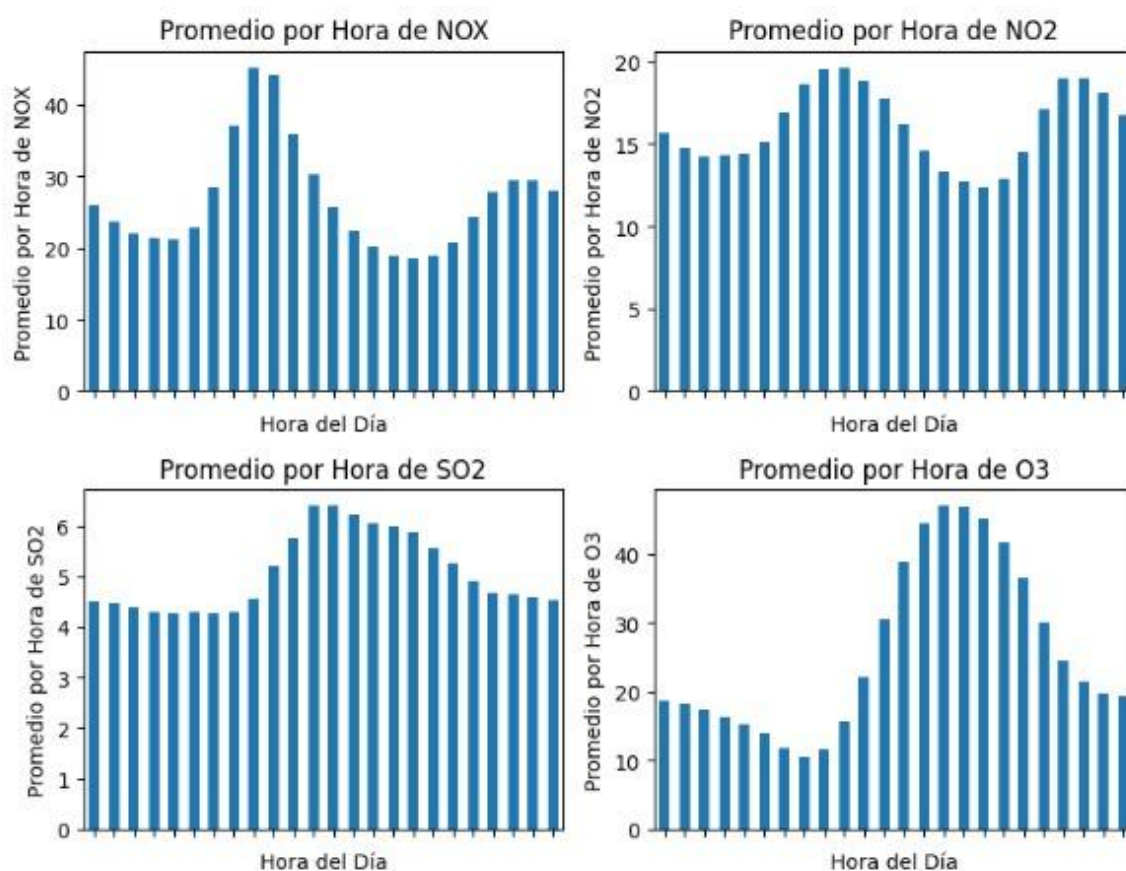 Promedio por Hora de NOX
Promedio por Hora de NOX
40
30
20
10
0
Hora del Día
Promedio por Hora de NO2
Promedio por Hora de NO2
20
15
10
5
0
Hora del Día
Promedio por Hora de SO2
Promedio por Hora de SO2
6
5
4
3
2
1
0
Hora del Día
Promedio por Hora de O3
Promedio por Hora de O3
40
30
20
10
0
Hora del Día